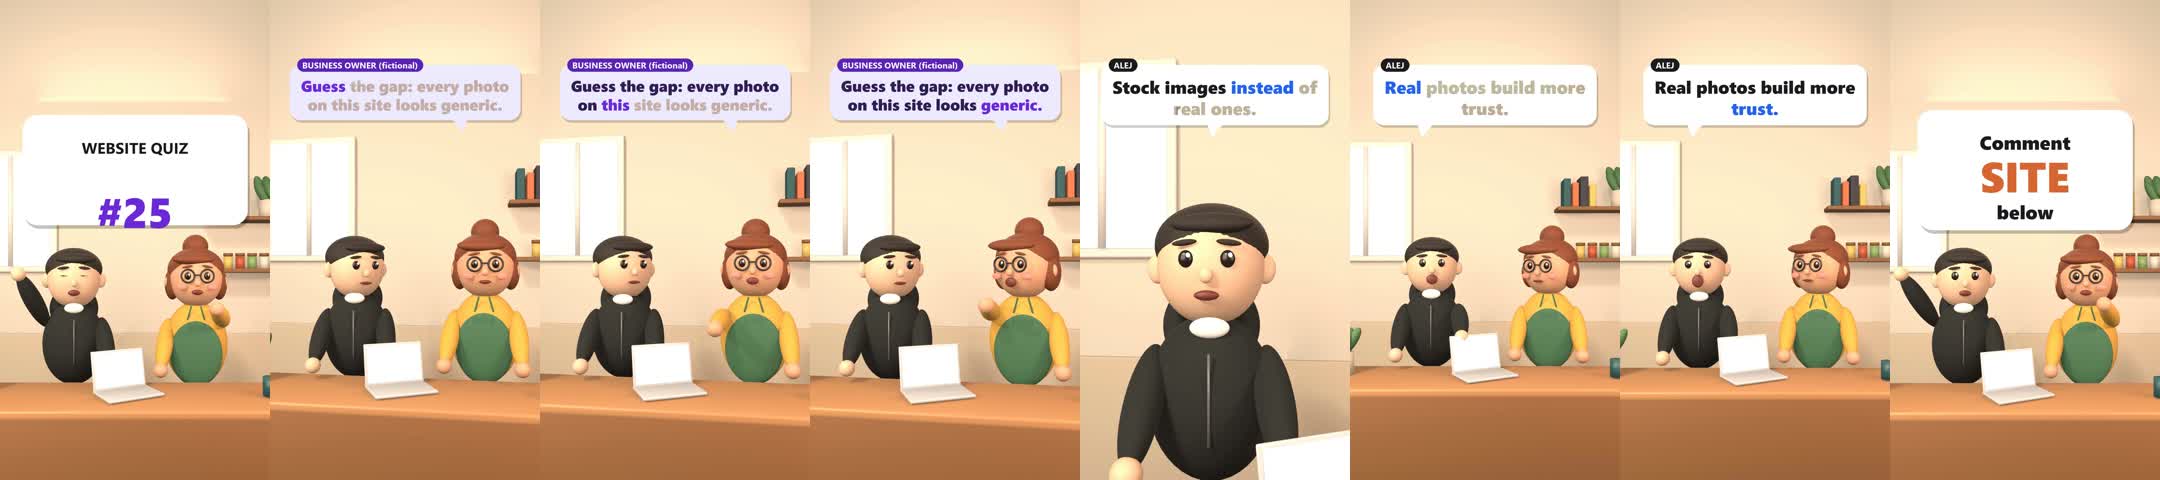 WEBSITE QUIZ
#25
BUSINESS OWNER (fictional)
Guess the gap: every photo
on this site looks generic.
BUSINESS OWNER (fictional)
Guess the gap: every photo
on this site looks generic.
BUSINESS OWNER (fictional)
Guess the gap: every photo
on this site looks generic.
ALEJ
Stock images instead of
real ones.
ALEJ
Real photos build more
trust.
ALEJ
Real photos build more
trust.
Comment
SITE
below